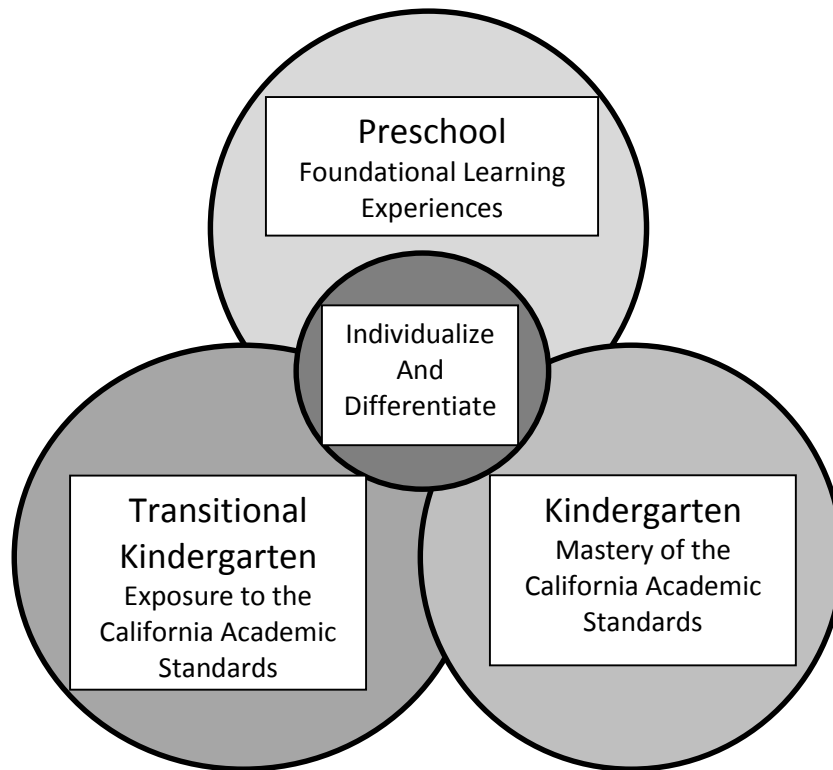 Preschool
Foundational Learning
Experiences
Individualize
And
Differentiate
Transitional
Kindergarten
Exposure to the
California Academic
Standards
Kindergarten
Mastery of the
California Academic
Standards